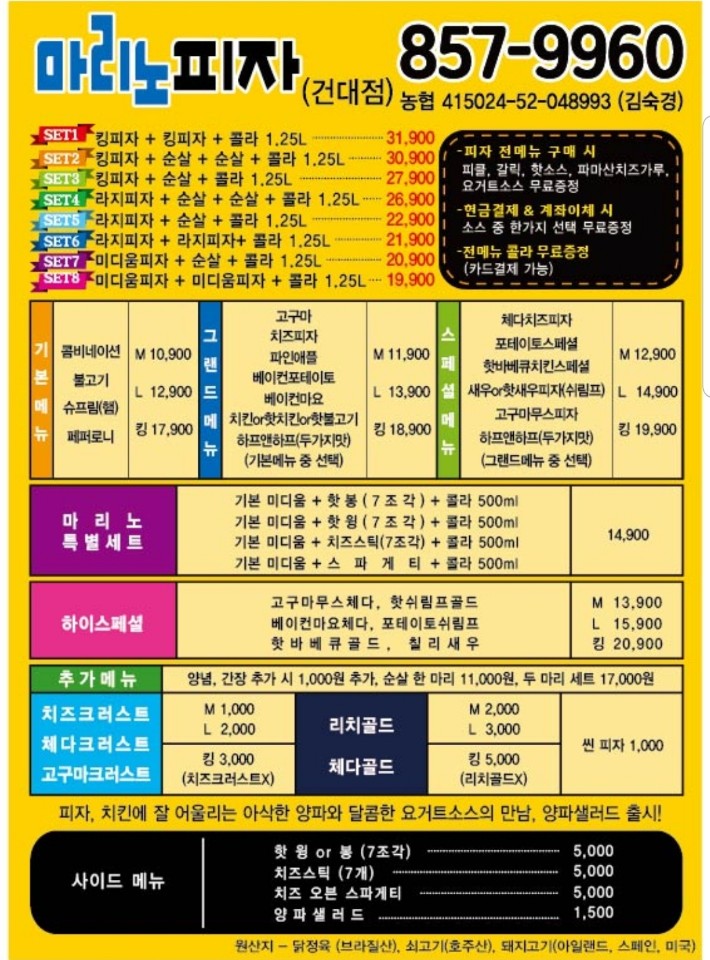 마리노피자
(건대점)
857-9960
농협 415024-52-048993 (김숙경)
SET1 킹피자 + 킹피자 + 콜라 1.25L 31,900
SET2 킹피자 + 순살 + 순살 + 콜라 1.25L 30,900
SET3 킹피자 + 순살 + 콜라 1.25L 27,900
SET4 라지피자 + 순살 + 순살 + 콜라 1.25L 26,900
SET5 라지피자 + 순살 + 콜라 1.25L 22,900
SET6 라지피자 + 라지피자+ 콜라 1.25L 21,900
SET7 미디움피자 + 순살 + 콜라 1.25L 20,900
SET8 미디움피자 + 미디움피자 + 콜라 1.25L 19,900
-피자 전메뉴 구매 시
피클, 갈릭, 핫소스, 파마산치즈가루,
요거트소스 무료증정
-현금결제 & 계좌이체 시
소스 중 한가지 선택 무료증정
-전메뉴 콜라 무료증정
(카드결제 가능)
기본메뉴
콤비네이션
불고기
슈프림(햄)
페퍼로니
M 10,900
L 12,900
킹 17,900
그랜드메뉴
고구마
치즈피자
파인애플
베이컨포테이토
베이컨마요
치킨or핫치킨or핫불고기
하프앤하프(두가지맛)
(기본메뉴 중 선택)
M 11,900
L 13,900
킹 18,900
스페셜메뉴
체다치즈피자
포테이토스페셜
핫바베큐치킨스페셜
새우or핫새우피자(쉬림프)
고구마무스피자
하프앤하프(두가지맛)
(그랜드메뉴 중 선택)
M 12,900
L 14,900
킹 19,900
마리노
특별세트
기본 미디움 + 핫봉(7조각) + 콜라 500ml
기본 미디움 + 핫윙(7조각) + 콜라 500ml
기본 미디움 + 치즈스틱(7조각) + 콜라 500ml
기본 미디움 + 스파게티 + 콜라 500ml
14,900
하이스페셜
고구마무스체다, 핫쉬림프골드
베이컨마요체다, 포테이토쉬림프
핫바베큐골드, 칠리새우
M 13,900
L 15,900
킹 20,900
추가메뉴
양념, 간장 추가 시 1,000원 추가, 순살 한 마리 11,000원, 두 마리 세트 17,000원
치즈크러스트
체다크러스트
고구마크러스트
M 1,000
L 2,000
킹 3,000
(치즈크러스트X)
리치골드
체다골드
M 2,000
L 3,000
킹 5,000
(리치골드X)
씬 피자 1,000
피자, 치킨에 잘 어울리는 아삭한 양파와 달콤한 요거트소스의 만남, 양파샐러드 출시!
사이드 메뉴
핫 윙 or 봉 (7조각) 5,000
치즈스틱 (7개) 5,000
치즈 오븐 스파게티 5,000
양파샐러드 1,500
원산지 – 닭정육 (브라질산), 쇠고기(호주산), 돼지고기(아일랜드, 스페인, 미국)